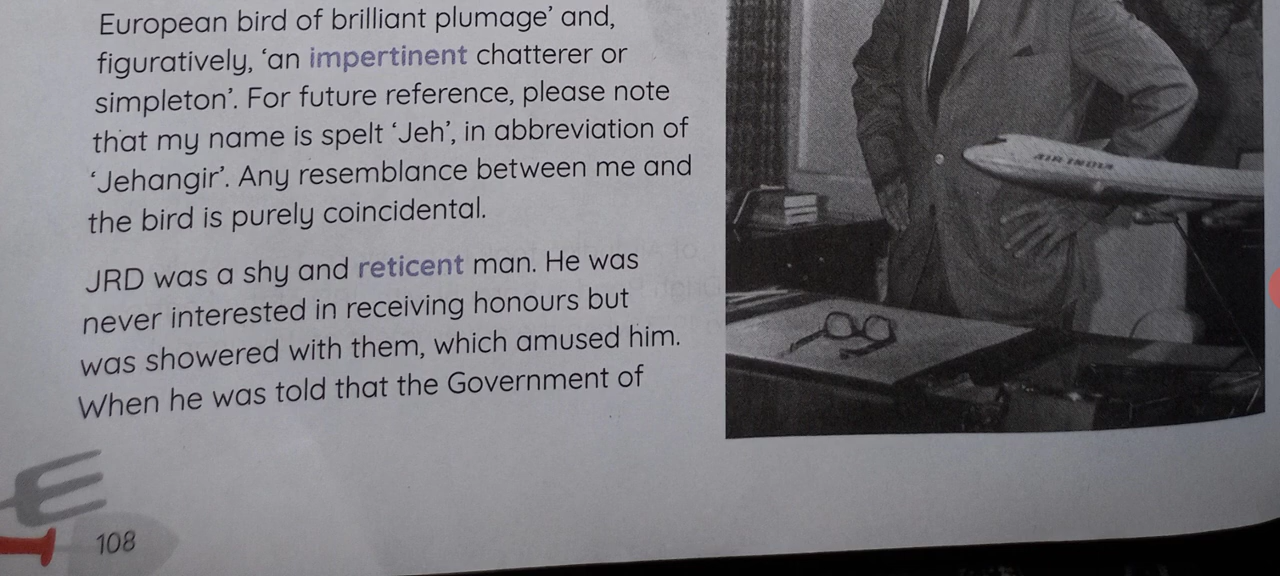 European bird of brilliant plumage' and,
figuratively, 'an impertinent chatterer or
simpleton'. For future reference, please note
that my name is spelt 'Jeh', in abbreviation of
'Jehangir'. Any resemblance between me and
the bird is purely coincidental.
JRD was a shy and reticent man. He was
never interested in receiving honours but
was showered with them, which amused him.
When he was told that the Government of
108
AIR INDIA